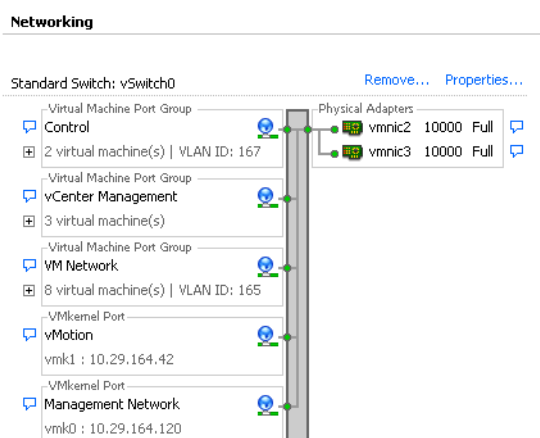 Networking
Standard Switch: vSwitch0 Remove... Properties...
Virtual Machine Port Group Physical Adapters
Control vmnic2 10000 Full
2 virtual machine(s) | VLAN ID: 167 vmnic3 10000 Full
Virtual Machine Port Group
vCenter Management
3 virtual machine(s)
Virtual Machine Port Group
VM Network
8 virtual machine(s) | VLAN ID: 165
VMkernel Port
vMotion
vmk1 : 10.29.164.42
VMkernel Port
Management Network
vmk0 : 10.29.164.120